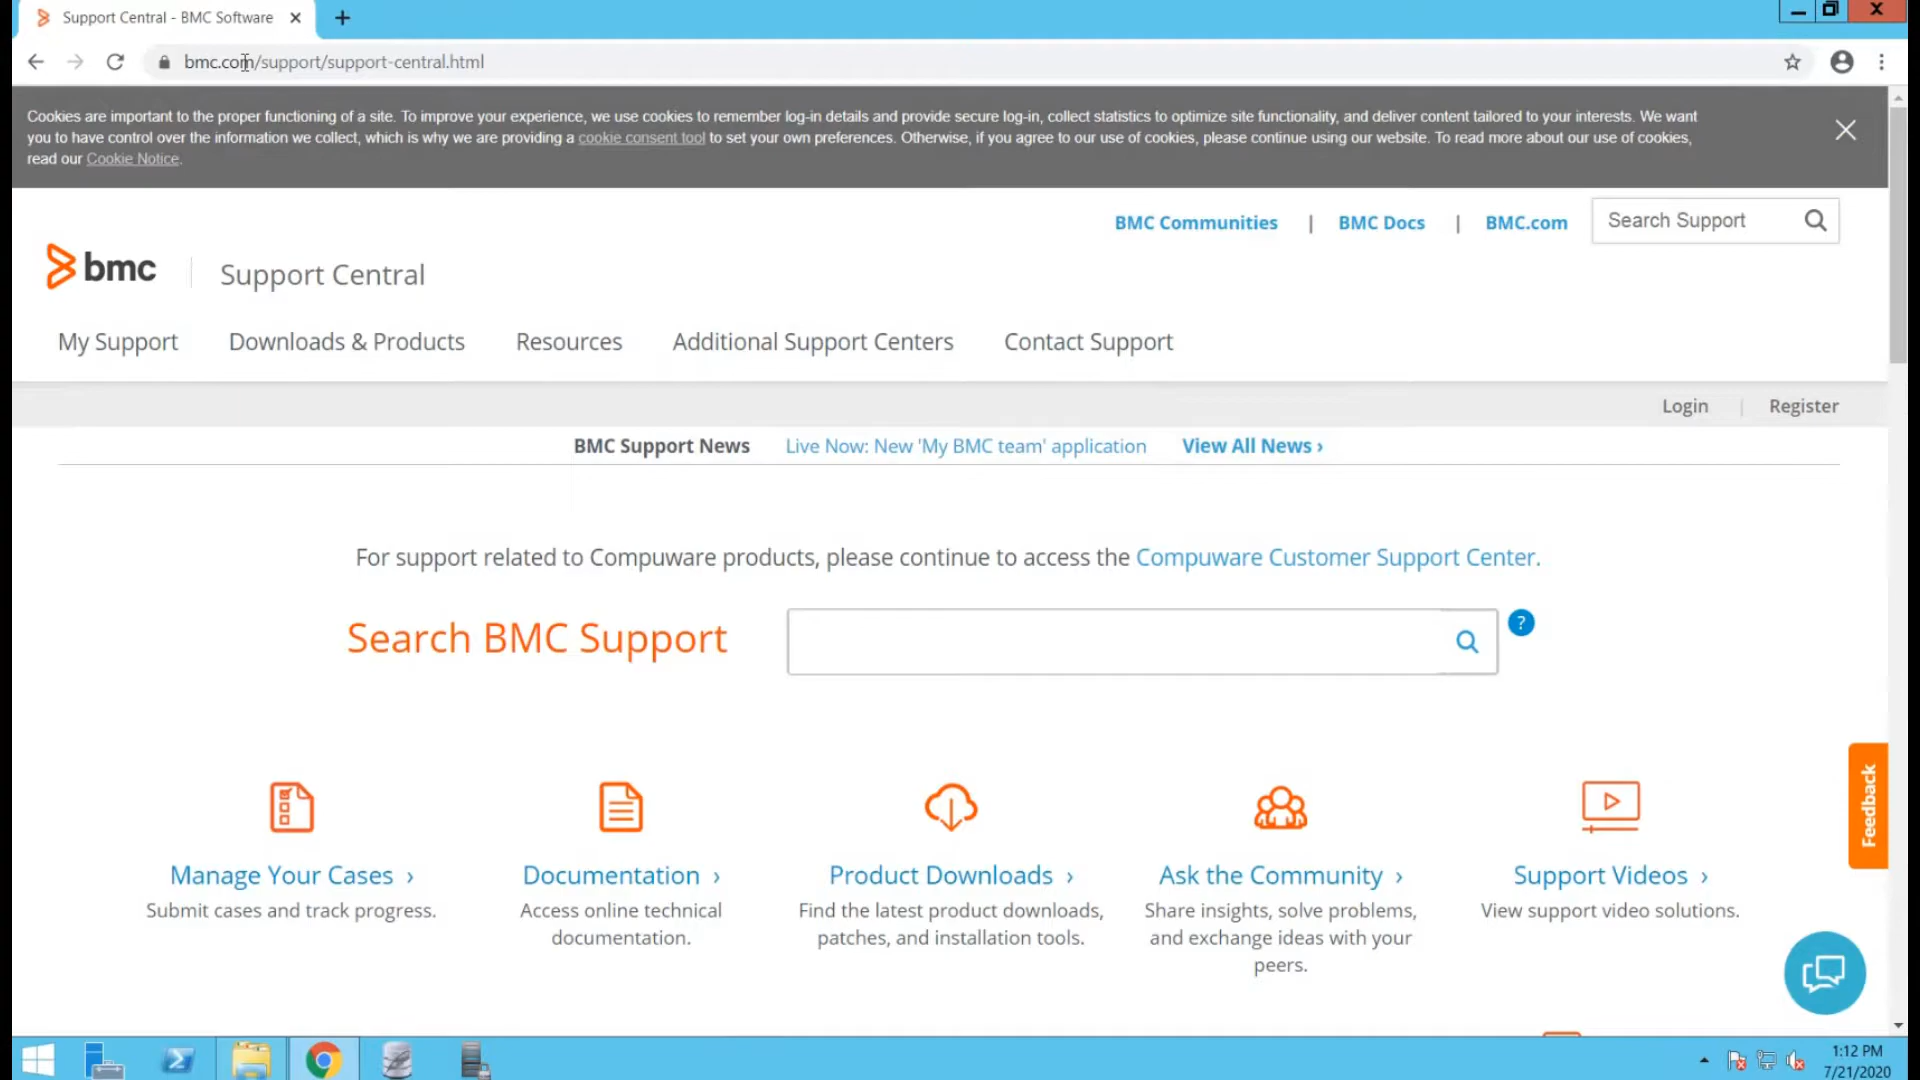 Support Central - BMC Software
bmc.com/support/support-central.html
Cookies are important to the proper functioning of a site. To improve your experience, we use cookies to remember log-in details and provide secure log-in, collect statistics to optimize site functionality, and deliver content tailored to your interests. We want
you to have control over the information we collect, which is why we are providing a cookie consent tool to set your own preferences. Otherwise, if you agree to our use of cookies, please continue using our website. To read more about our use of cookies,
read our Cookie Notice.
BMC Communities | BMC Docs | BMC.com Search Support
bmc Support Central
My Support Downloads & Products Resources Additional Support Centers Contact Support
Login | Register
BMC Support News Live Now: New 'My BMC team' application View All News ›
For support related to Compuware products, please continue to access the Compuware Customer Support Center.
Search BMC Support ?
Feedback
Manage Your Cases › Documentation › Product Downloads › Ask the Community › Support Videos ›
Submit cases and track progress. Access online technical Find the latest product downloads, Share insights, solve problems, View support video solutions.
documentation. patches, and installation tools. and exchange ideas with your
peers.
1:12 PM
7/21/2020